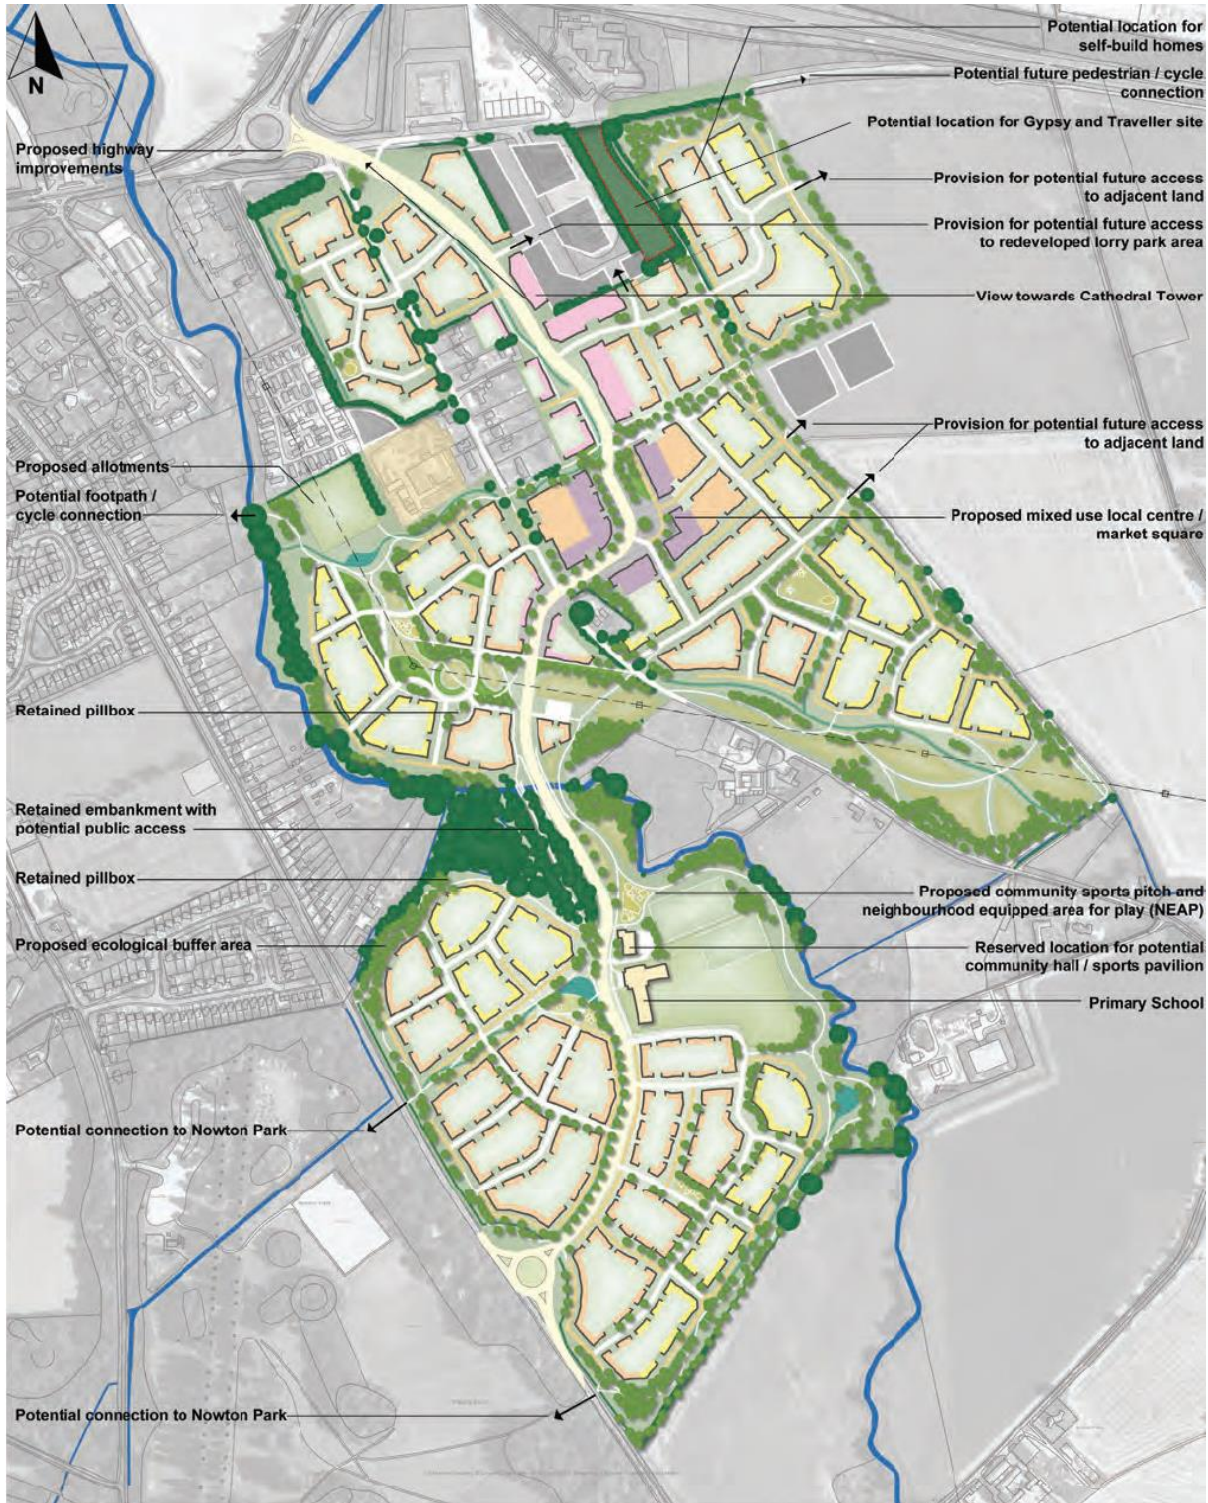 N
Proposed highway
improvements
Proposed allotments
Potential footpath /
cycle connection
Retained pillbox
Retained embankment with
potential public access
Retained pillbox
Proposed ecological buffer area
Potential connection to Nowton Park
Potential connection to Nowton Park
Potential location for
self-build homes
Potential future pedestrian / cycle
connection
Potential location for Gypsy and Traveller site
Provision for potential future access
to adjacent land
Provision for potential future access
to redeveloped lorry park area
View towards Cathedral Tower
Provision for potential future access
to adjacent land
Proposed mixed use local centre /
market square
Proposed community sports pitch and
neighbourhood equipped area for play (NEAP)
Reserved location for potential
community hall / sports pavilion
Primary School